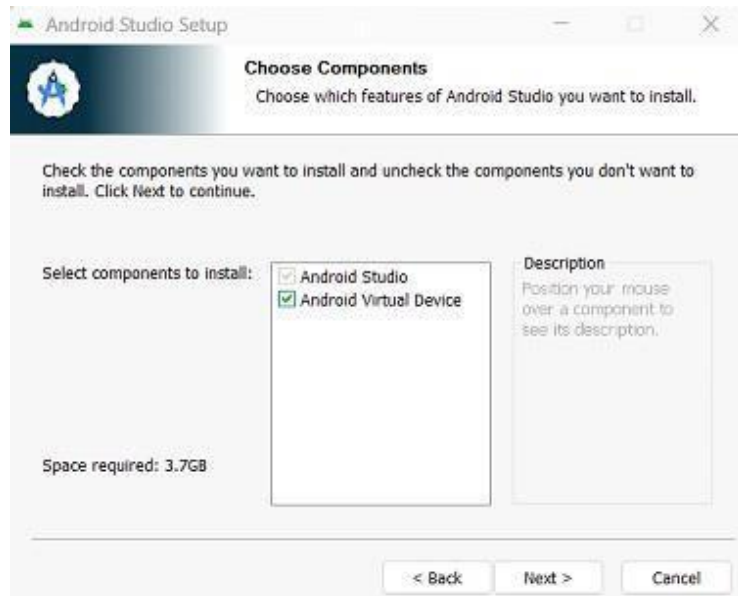 Android Studio Setup
Choose Components
Choose which features of Android Studio you want to install.
Check the components you want to install and uncheck the components you don't want to
install. Click Next to continue.
Select components to install:
Android Studio
Android Virtual Device
Description
Position your mouse
over a component to
see its description.
Space required: 3.7GB
< Back
Next >
Cancel